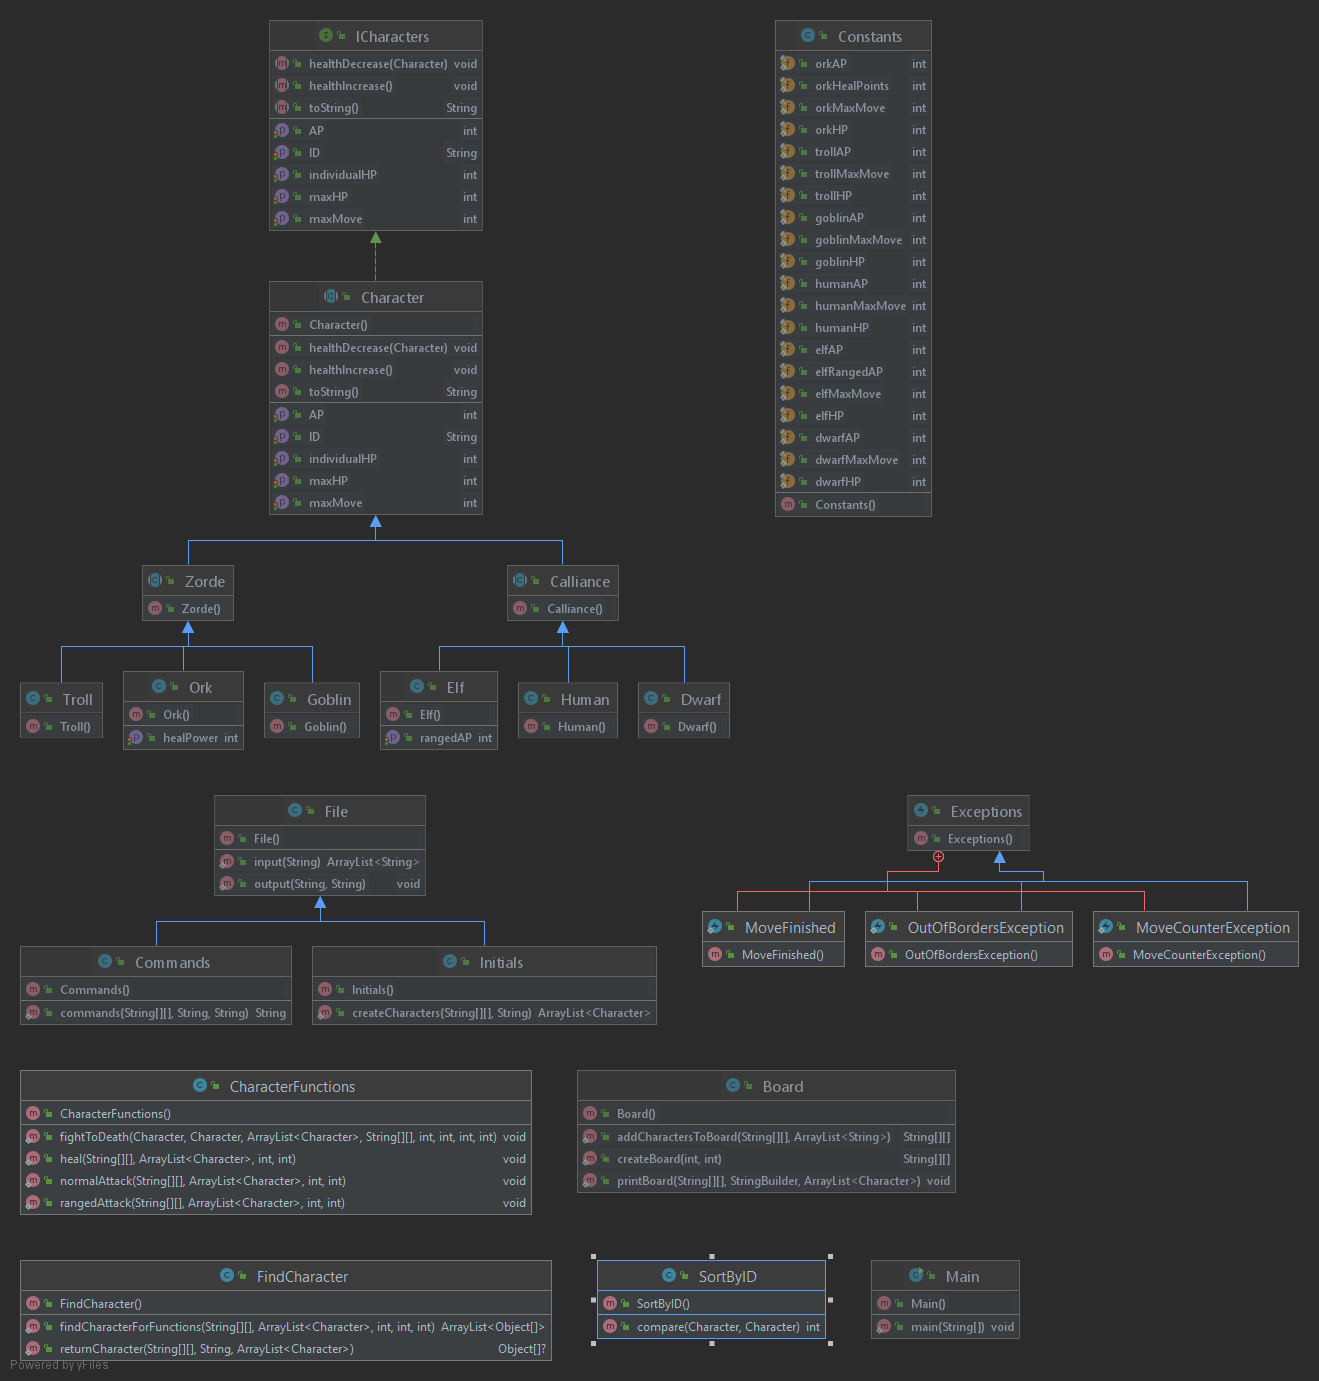 ICharacters
healthDecrease(Character) void
healthIncrease() void
toString() String
AP int
ID String
individualHP int
maxHP int
maxMove int
Constants
orkAP int
orkHealPoints int
orkMaxMove int
orkHP int
trollAP int
trollMaxMove int
trollHP int
goblinAP int
goblinMaxMove int
goblinHP int
humanAP int
humanMaxMove int
humanHP int
elfAP int
elfRangedAP int
elfMaxMove int
elfHP int
dwarfAP int
dwarfMaxMove int
dwarfHP int
Constants()
Character
Character()
healthDecrease(Character) void
healthIncrease() void
toString() String
AP int
ID String
individualHP int
maxHP int
maxMove int
Zorde
Zorde()
Calliance
Calliance()
Troll
Troll()
Ork
Ork()
healPower int
Goblin
Goblin()
Elf
Elf()
rangedAP int
Human
Human()
Dwarf
Dwarf()
File
File()
input(String) ArrayList<String>
output(String, String) void
Exceptions
Exceptions()
MoveFinished
MoveFinished()
OutOfBordersException
OutOfBordersException()
MoveCounterException
MoveCounterException()
Commands
Commands()
commands(String[][], String, String) String
Initials
Initials()
createCharacters(String[][], String) ArrayList<Character>
CharacterFunctions
CharacterFunctions()
fightToDeath(Character, Character, ArrayList<Character>, String[][], int, int, int, int) void
heal(String[][], ArrayList<Character>, int, int) void
normalAttack(String[][], ArrayList<Character>, int, int) void
rangedAttack(String[][], ArrayList<Character>, int, int) void
Board
Board()
addCharactersToBoard(String[][], ArrayList<String>) String[][]
createBoard(int, int) String[][]
printBoard(String[][], StringBuilder, ArrayList<Character>) void
FindCharacter
FindCharacter()
findCharacterForFunctions(String[][], ArrayList<Character>, int, int, int) ArrayList<Object[]>
returnCharacter(String[][], String, ArrayList<Character>) Object[]?
SortByID
SortByID()
compare(Character, Character) int
Main
Main()
main(String[]) void
Powered by yFiles